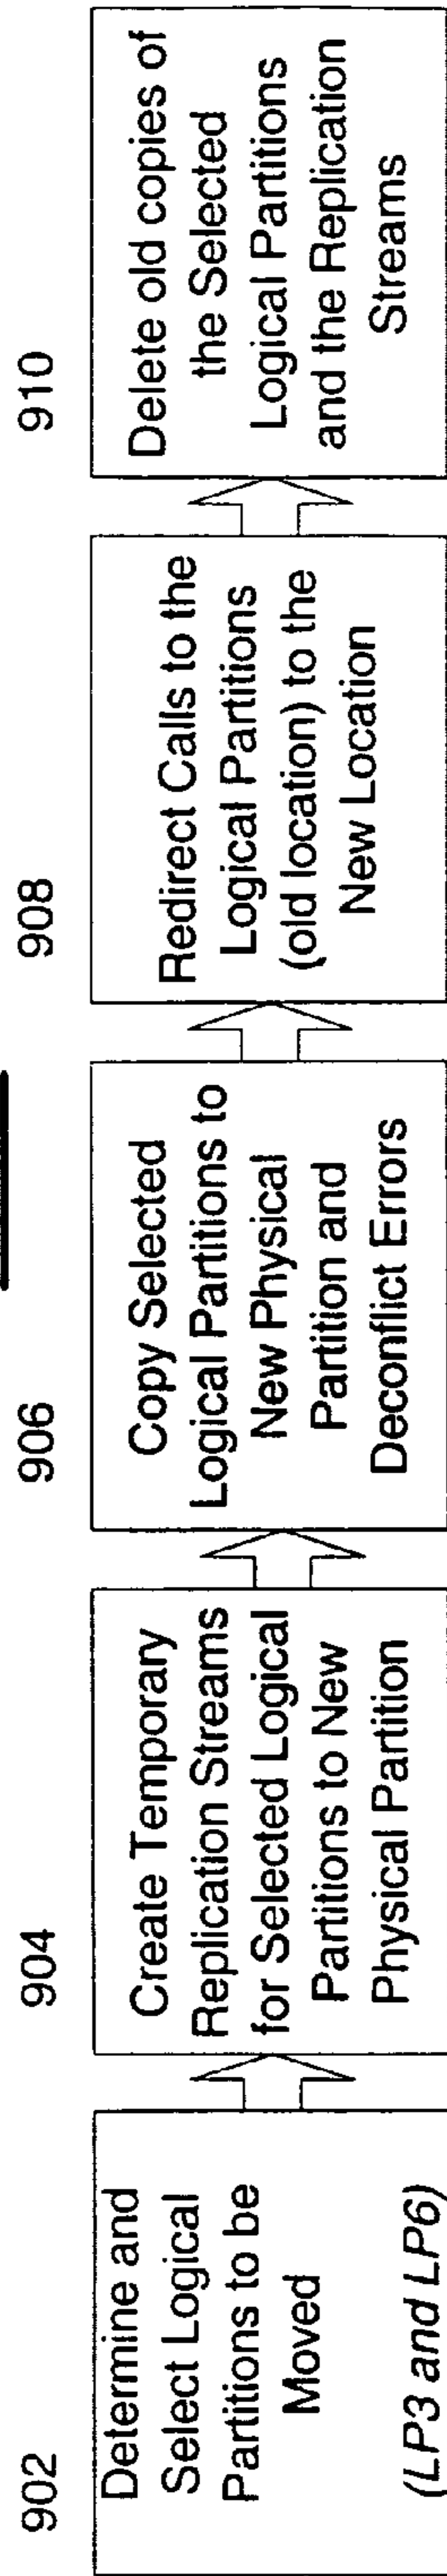 902
Determine and
Select Logical
Partitions to be
Moved
(LP3 and LP6)
904
Create Temporary
Replication Streams
for Selected Logical
Partitions to New
Physical Partition
906
Copy Selected
Logical Partitions to
New Physical
Partition and
Deconflict Errors
908
Redirect Calls to the
Logical Partitions
(old location) to the
New Location
910
Delete old copies of
the Selected
Logical Partitions
and the Replication
Streams